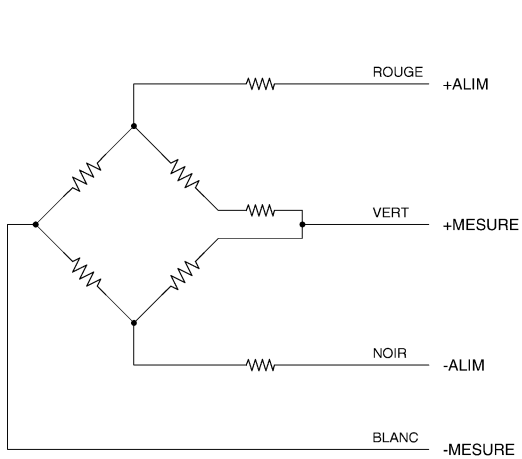 ROUGE +ALIM
VERT +MESURE
NOIR -ALIM
BLANC -MESURE